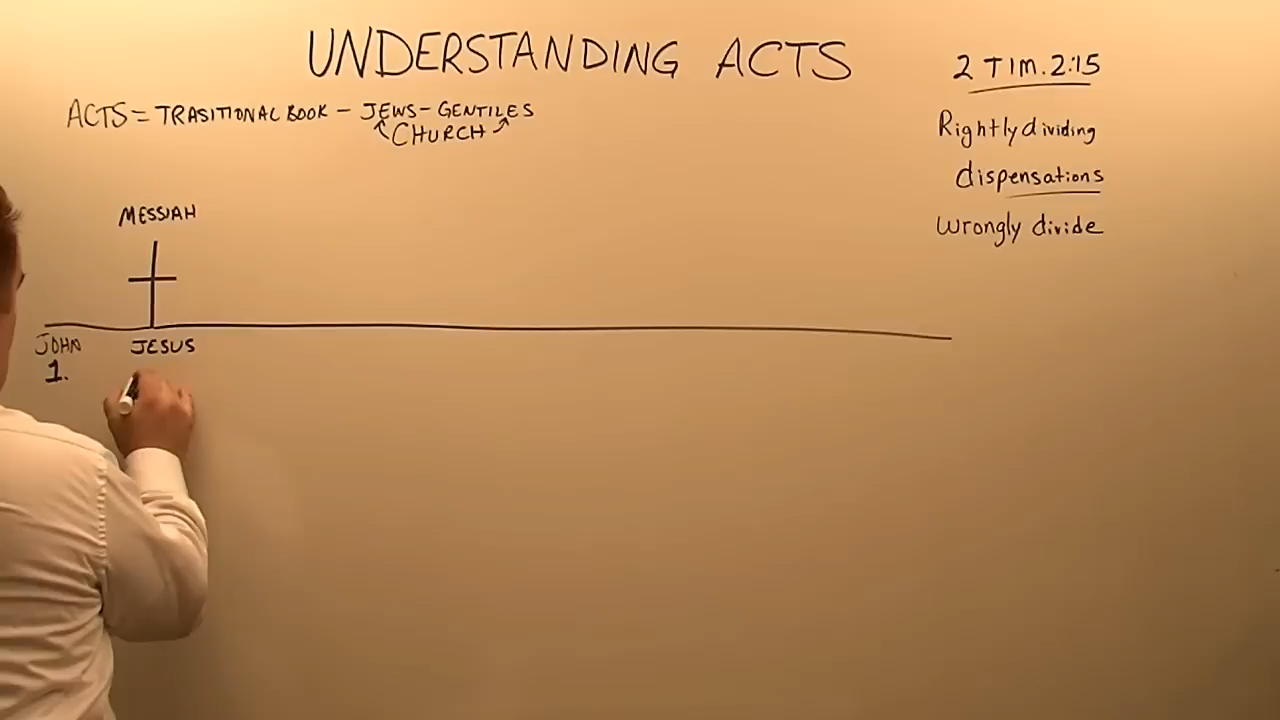 UNDERSTANDING ACTS
ACTS = TRASITIONAL BOOK - JEWS - GENTILES
CHURCH
2 TIM. 2:15
Rightly dividing
dispensations
wrongly divide
MESSIAH
JOHN JESUS
1.